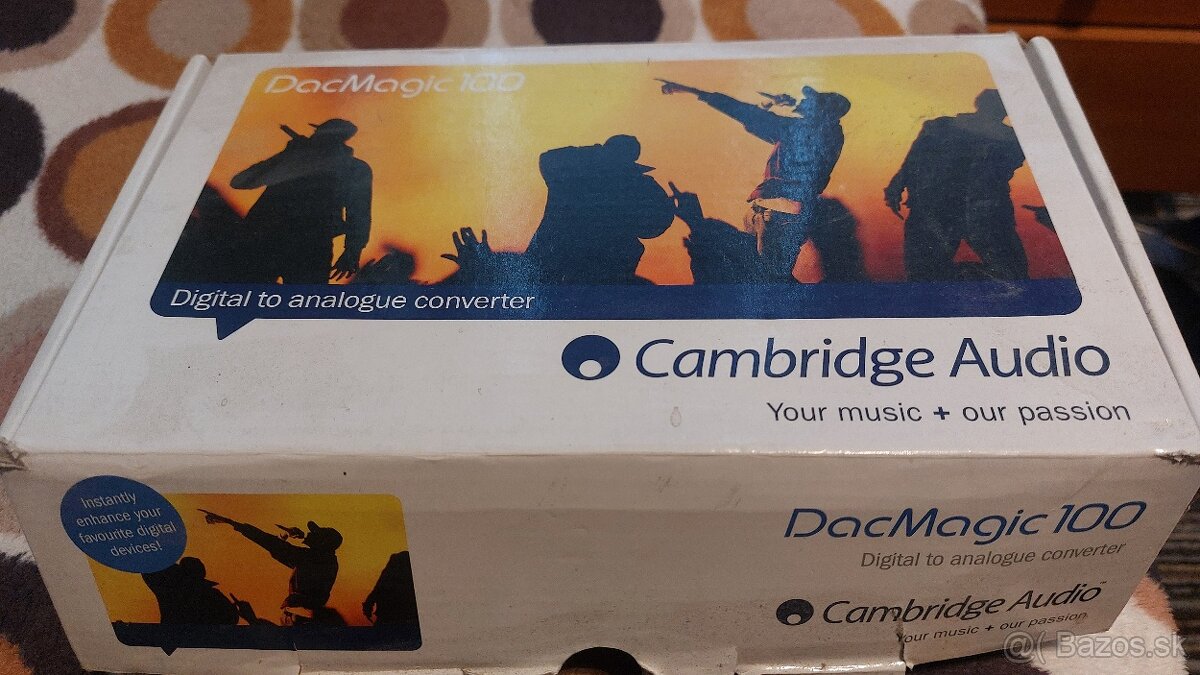 DacMagic 100
Digital to analogue converter
Cambridge Audio
Your music + our passion
Instantly
enhance your
favourite digital
devices!
DacMagic 100
Digital to analogue converter
Cambridge Audio™
Your music + our passion
@( Bazos.sk